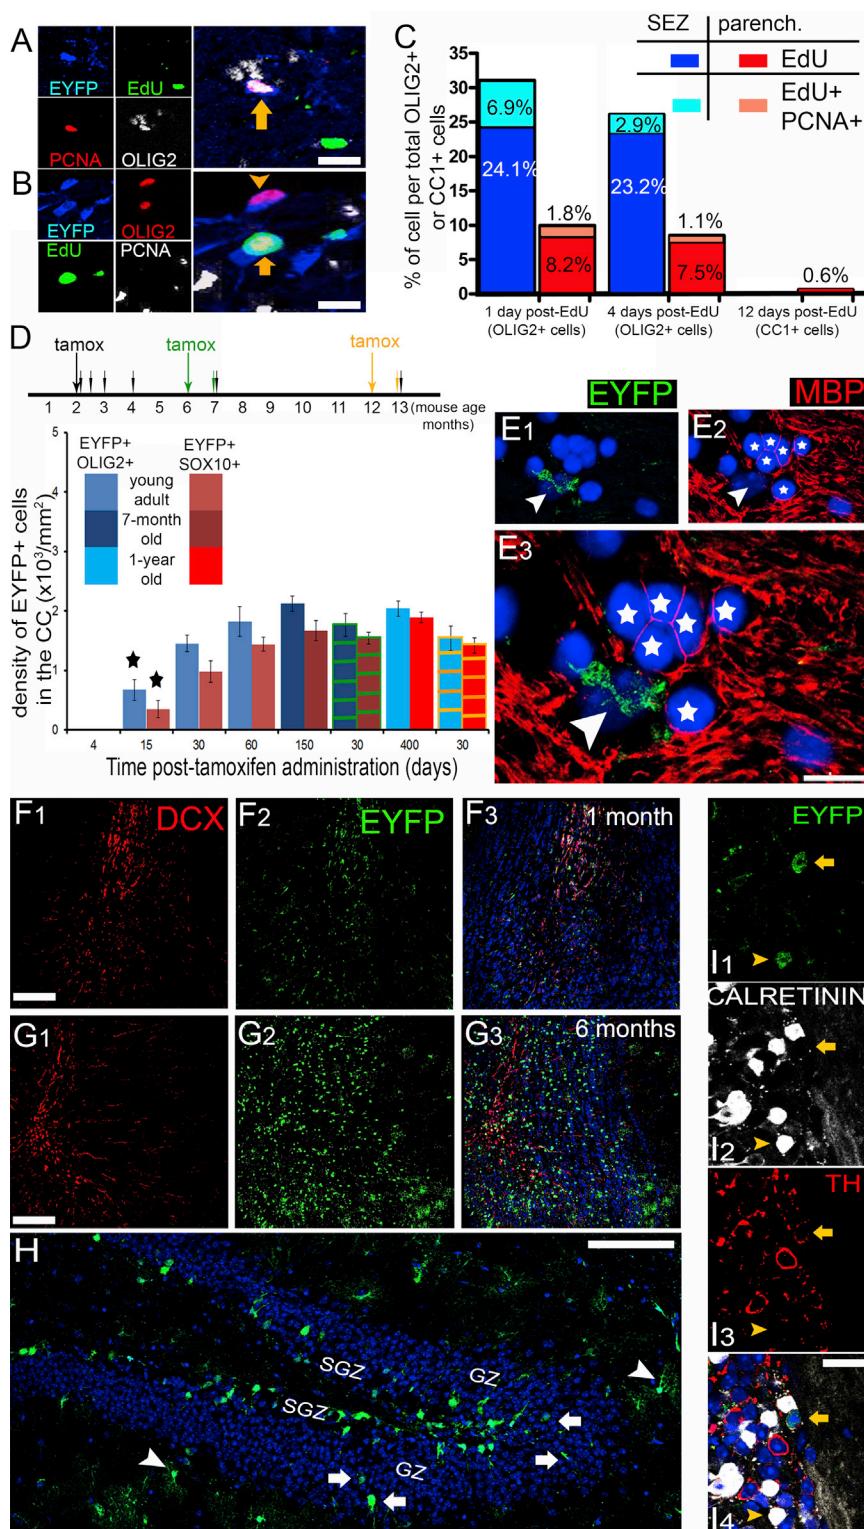 A
EYFP
EdU
PCNA
OLIG2
B
EYFP
OLIG2
EdU
PCNA
C
SEZ
parench.
EdU
EdU+
PCNA+
% of cell per total OLIG2+
or CC1+ cells
35
30
25
20
15
10
5
0
6.9%
24.1%
1.8%
8.2%
2.9%
23.2%
1.1%
7.5%
0.6%
1 day post-EdU
(OLIG2+ cells)
4 days post-EdU
(OLIG2+ cells)
12 days post-EdU
(CC1+ cells)
D
tamox
tamox
tamox
1 2 3 4 5 6 7 8 9 10 11 12 13 (mouse age
months)
density of EYFP+ cells
in the CC (x10³/mm²)
5
4
3
2
1
0
EYFP+
OLIG2+
EYFP+
SOX10+
young
adult
7-month
old
1-year
old
4 15 30 60 150 30 400 30
Time post-tamoxifen administration (days)
EYFP
MBP
E1
E2
E3
F1
DCX
F2
EYFP
F3
1 month
G1
G2
G3
6 months
H
SGZ
GZ
SGZ
GZ
EYFP
I1
CALRETININ
I2
TH
I3
I4